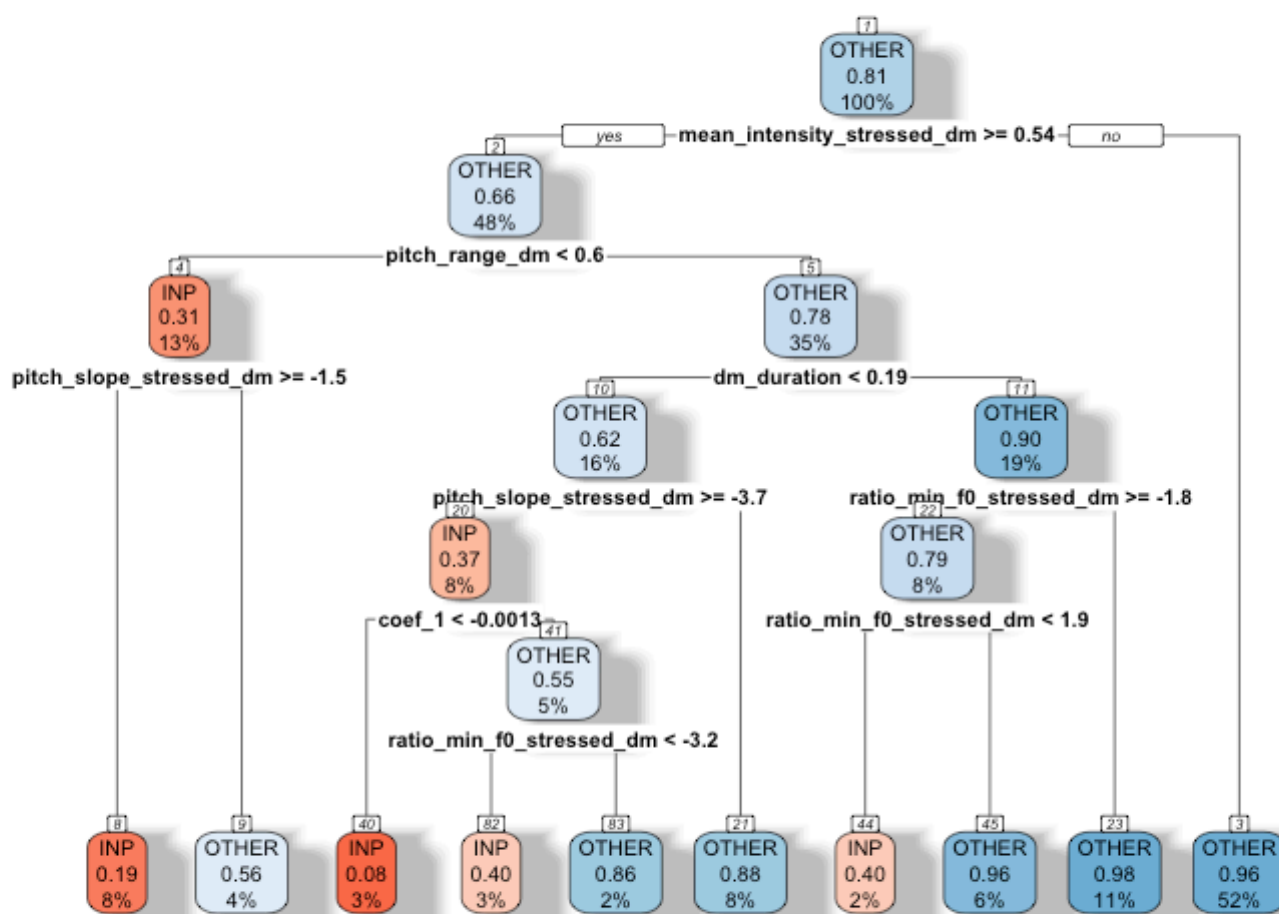 1
OTHER
0.81
100%
yes mean_intensity_stressed_dm >= 0.54 no
2
OTHER
0.66
48%
pitch_range_dm < 0.6
4 5
INP OTHER
0.31 0.78
13% 35%
pitch_slope_stressed_dm >= -1.5 dm_duration < 0.19
10 11
OTHER OTHER
0.62 0.90
16% 19%
pitch_slope_stressed_dm >= -3.7 ratio_min_f0_stressed_dm >= -1.8
20 22
INP OTHER
0.37 0.79
8% 8%
coef_1 < -0.0013 ratio_min_f0_stressed_dm < 1.9
41
OTHER
0.55
5%
ratio_min_f0_stressed_dm < -3.2
8 9 40 82 83 21 44 45 23 3
INP OTHER INP INP OTHER OTHER INP OTHER OTHER OTHER
0.19 0.56 0.08 0.40 0.86 0.88 0.40 0.96 0.98 0.96
8% 4% 3% 3% 2% 8% 2% 6% 11% 52%